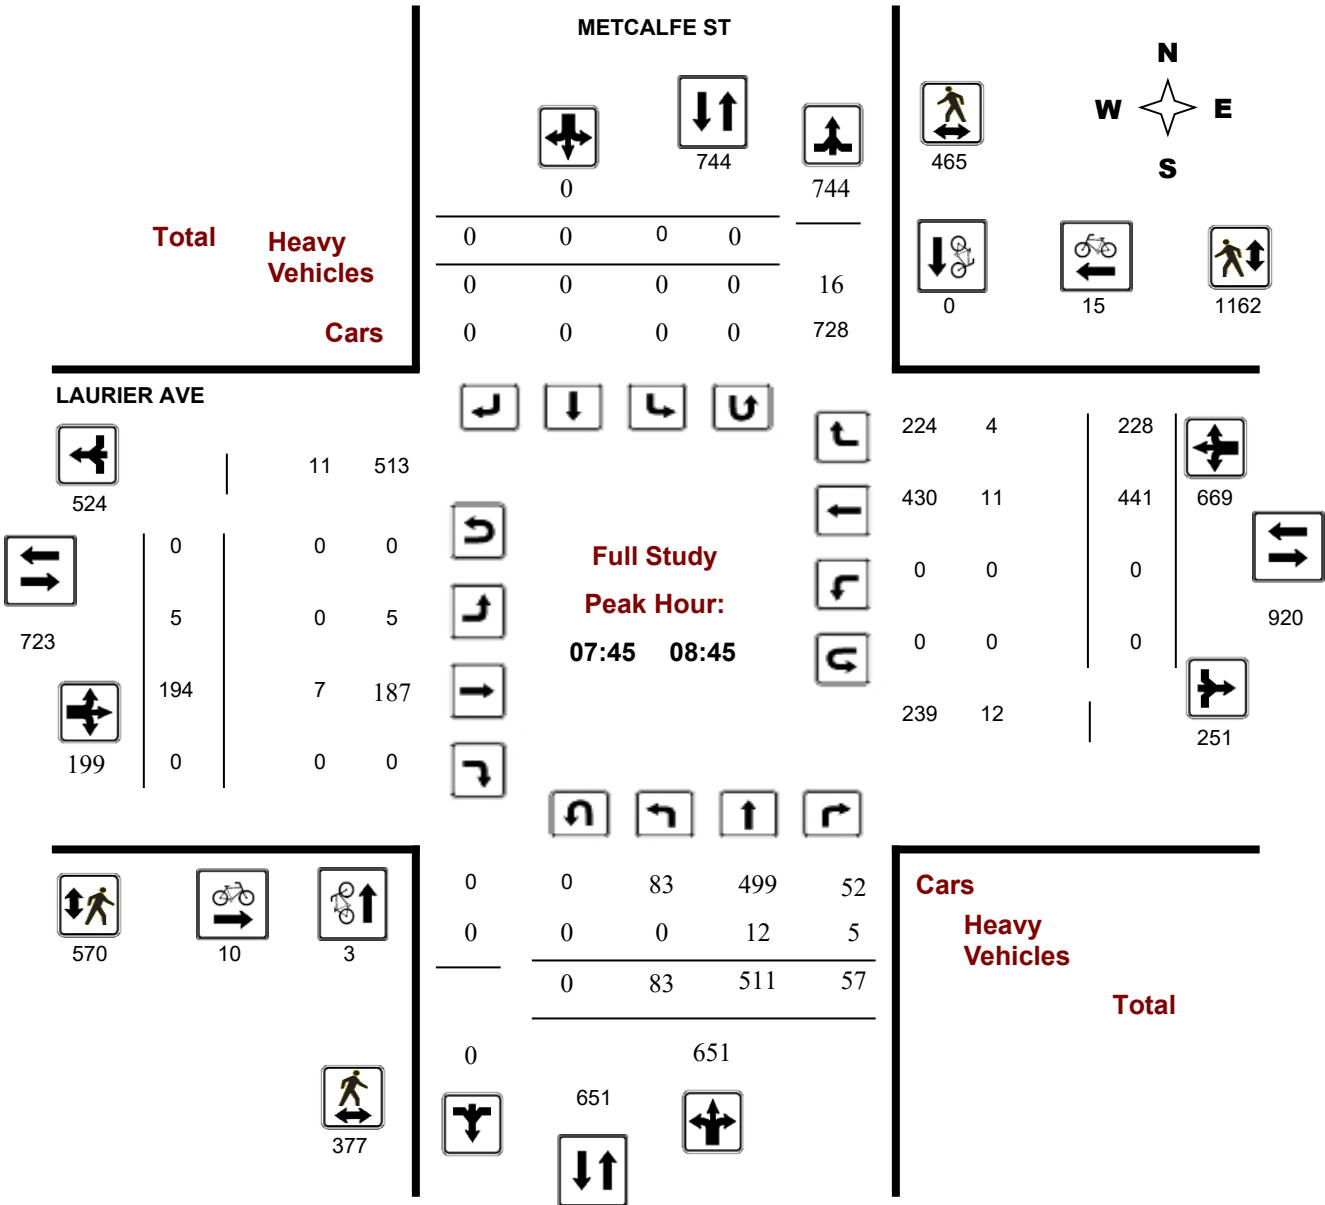 METCALFE ST
N
W E
S
744
465
0 744
Total Heavy Vehicles
0 0 0 0
0 0 0 0 16
Cars 0 0 0 0 728
0 15 1162
LAURIER AVE
224 4 228
11 513
524
430 11 441 669
0 0 0
Full Study
0 0 0
Peak Hour:
5 0 5
920
723
07:45 08:45
0 0 0
194 7 187
239 12
251
199 0 0 0
0 0 83 499 52
Cars
0 0 0 12 5
Heavy Vehicles
570 10 3
0 83 511 57
Total
0 651
651
377